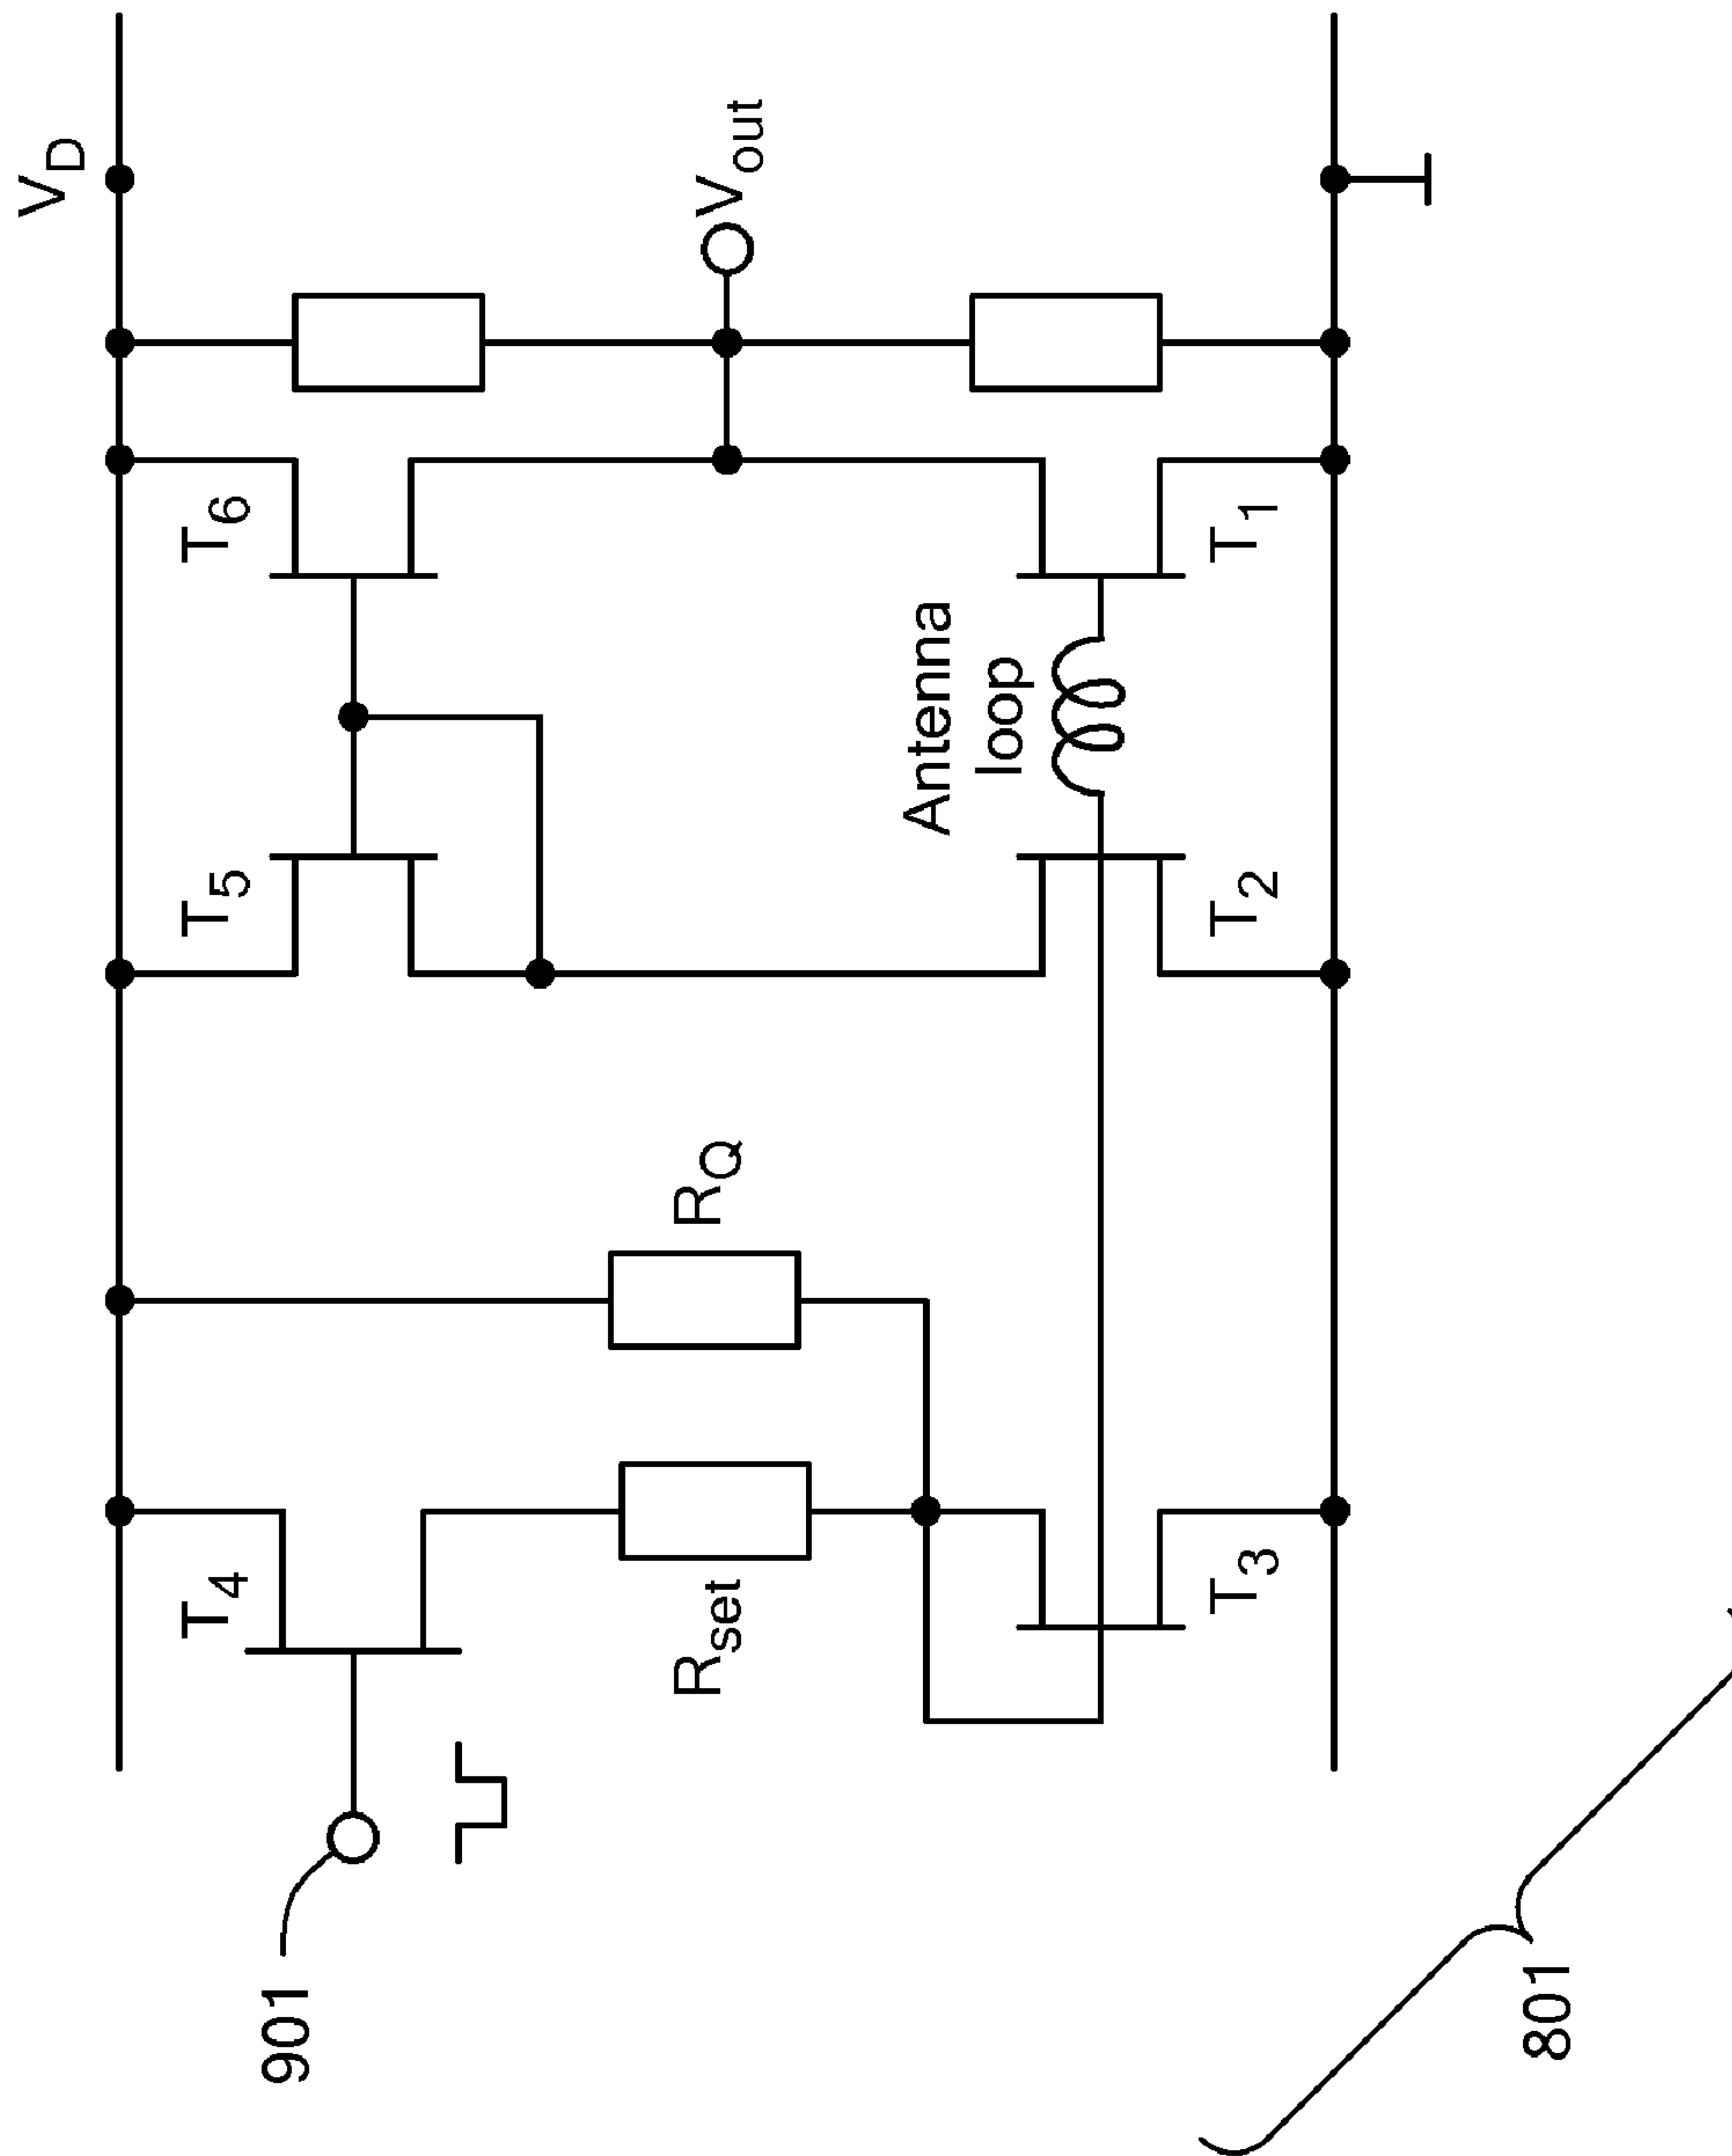 V_D
T_6
V_out
T_5
Antenna
loop
T_1
T_2
R_Q
T_4
R_set
T_3
901
801